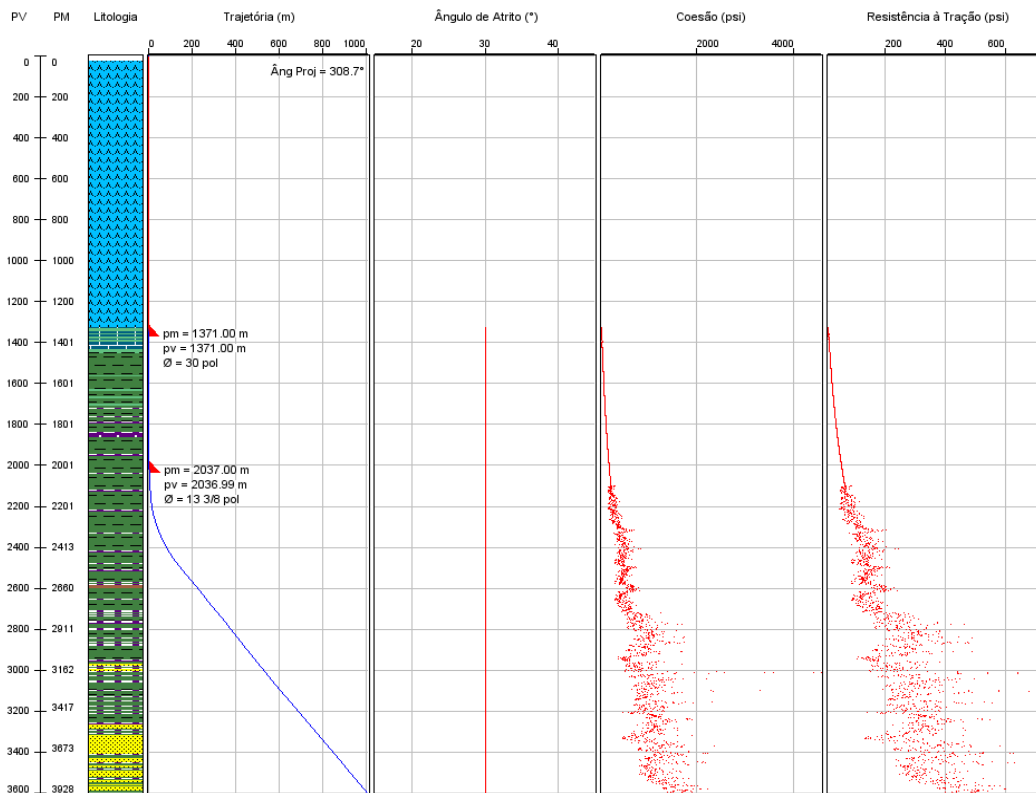 PV PM Litologia Trajetória (m) Ângulo de Atrito (°) Coesão (psi) Resistência à Tração (psi)
0 200 400 600 800 1000 20 30 40 2000 4000 200 400 600
Âng Proj = 308.7°
0 0
200 200
400 400
600 600
800 800
1000 1000
1200 1200
pm = 1371.00 m
1400 1401
pv = 1371.00 m
Ø = 30 pol
1600 1601
1800 1801
2000 2001
pm = 2037.00 m
pv = 2036.99 m
Ø = 13 3/8 pol
2200 2201
2400 2413
2600 2660
2800 2911
3000 3162
3200 3417
3400 3673
3600 3928